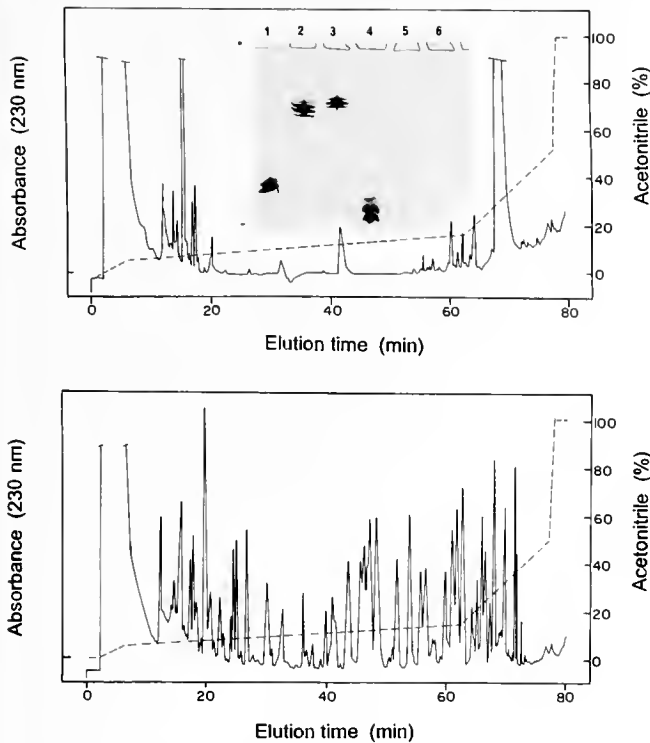 1 2 3 4 5 6
Absorbance (230 nm)
100
80
60
40
20
0
Acetonitrile (%)
0 20 40 60 80
Elution time (min)
Absorbance (230 nm)
100
80
60
40
20
0
Acetonitrile (%)
0 20 40 60 80
Elution time (min)